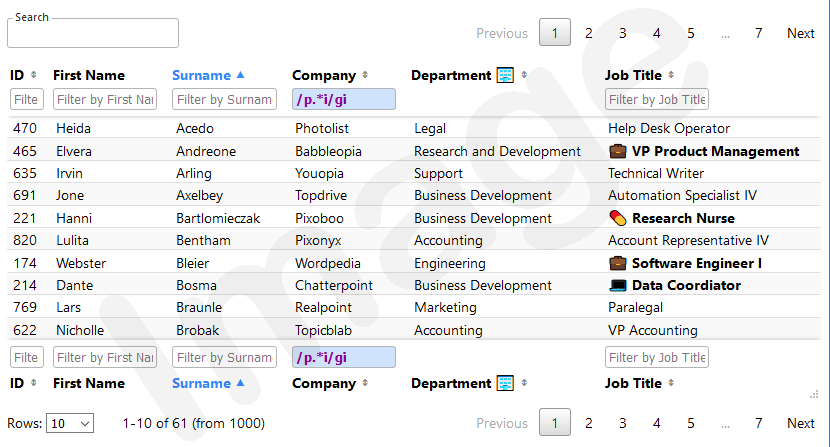 Search
Previous 1 2 3 4 5 ... 7 Next
ID First Name Surname Company Department Job Title
Filte Filter by First Nar Filter by Surnam /p.*i/gi Filter by Job Title
470 Heida Acedo Photolist Legal Help Desk Operator
465 Elvera Andreone Babbleopia Research and Development VP Product Management
635 Irvin Arling Youopia Support Technical Writer
691 Jone Axelbey Topdrive Business Development Automation Specialist IV
221 Hanni Bartlomieczak Pixoboo Business Development Research Nurse
820 Lulita Bentham Pixonyx Accounting Account Representative IV
174 Webster Bleier Wordpedia Engineering Software Engineer I
214 Dante Bosma Chatterpoint Business Development Data Coordiator
769 Lars Braunle Realpoint Marketing Paralegal
622 Nicholle Brobak Topicblab Accounting VP Accounting
Filte Filter by First Nar Filter by Surnam /p.*i/gi Filter by Job Title
ID First Name Surname Company Department Job Title
Rows: 10 1-10 of 61 (from 1000) Previous 1 2 3 4 5 ... 7 Next
Image